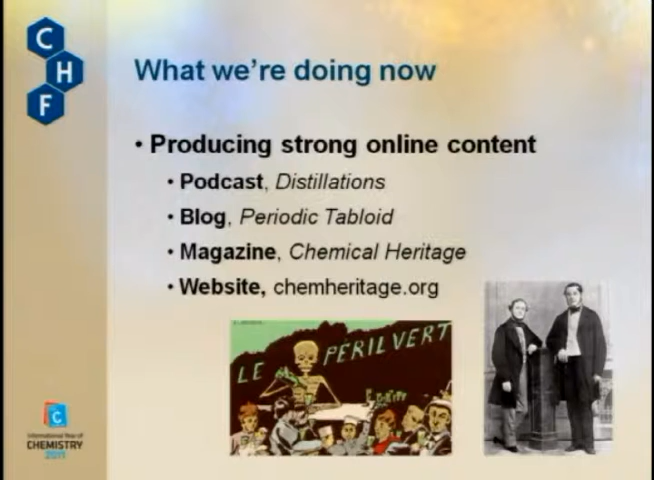 C
H
F
What we're doing now
• Producing strong online content
• Podcast, Distillations
• Blog, Periodic Tabloid
• Magazine, Chemical Heritage
• Website, chemheritage.org
LE PÉRIL VERT
C
International Year of
CHEMISTRY
2011